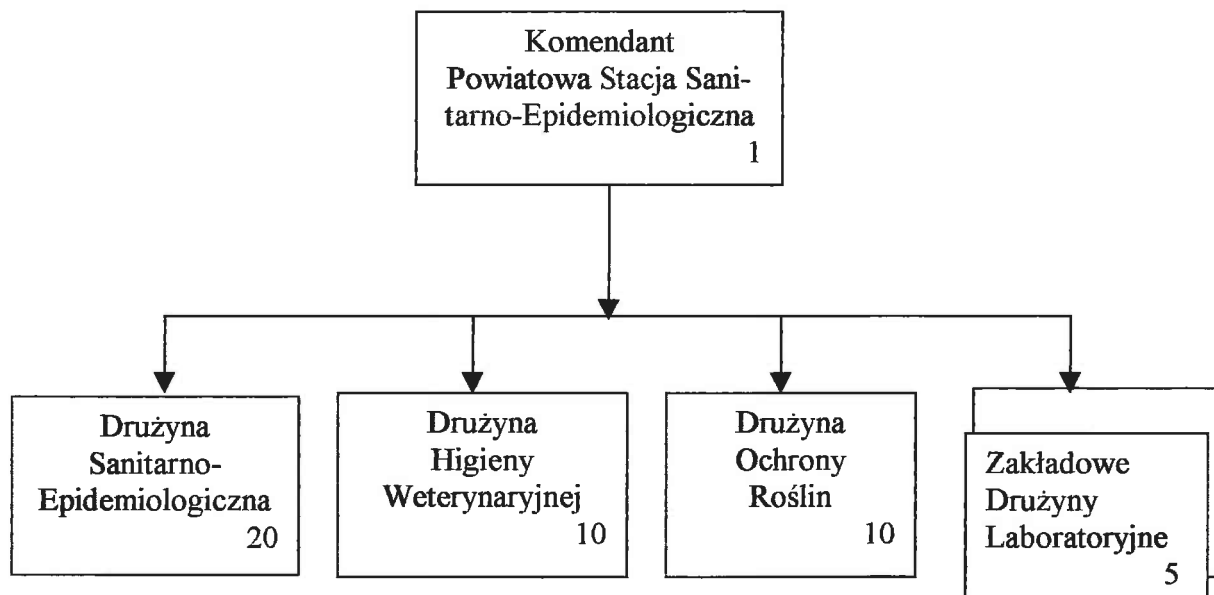 Komendant
Powiatowa Stacja Sani-
tarno-Epidemiologiczna
1
Drużyna
Sanitarno-
Epidemiologiczna
20
Drużyna
Higieny
Weterynaryjnej
10
Drużyna
Ochrony
Roślin
10
Zakładowe
Drużyny
Laboratoryjne
5